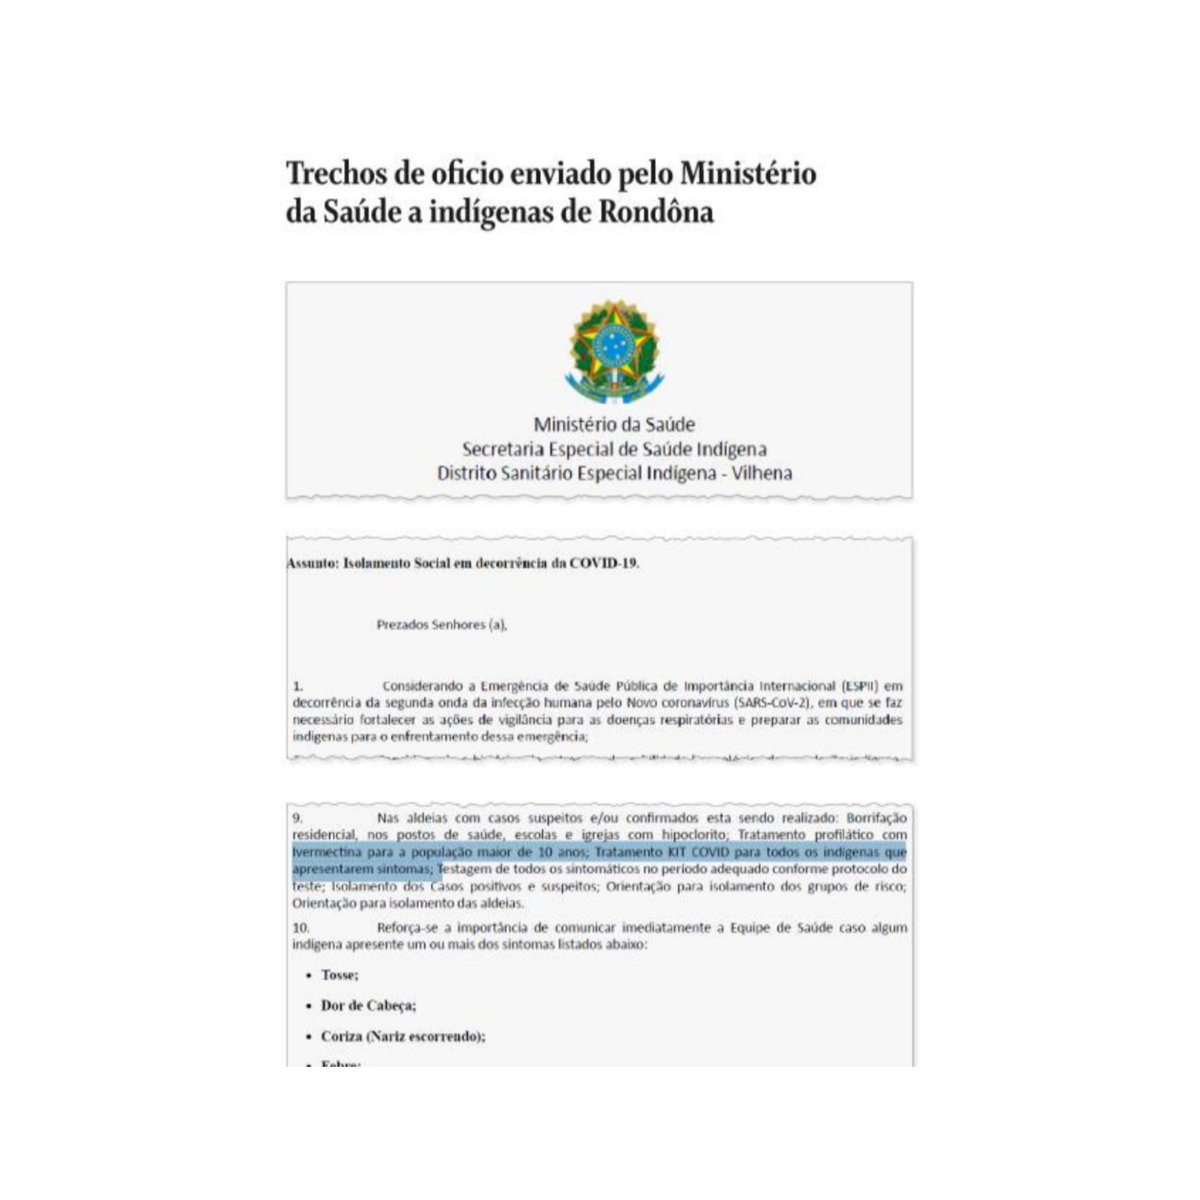 Trechos de oficio enviado pelo Ministério
da Saúde a indígenas de Rondôna
Ministério da Saúde
Secretaria Especial de Saúde Indígena
Distrito Sanitário Especial Indígena - Vilhena
Assunto: Isolamento Social em decorrência da COVID-19.
Prezados Senhores (a),
1. Considerando a Emergência de Saúde Pública de Importância Internacional (ESPII) em
decorrência da segunda onda da infecção humana pelo Novo coronavírus (SARS-CoV-2), em que se faz
necessário fortalecer as ações de vigilância para as doenças respiratórias e preparar as comunidades
indígenas para o enfrentamento dessa emergência;
9. Nas aldeias com casos suspeitos e/ou confirmados esta sendo realizado: Borrifação
residencial, nos postos de saúde, escolas e igrejas com hipoclorito; Tratamento profilático com
Ivermectina para a população maior de 10 anos; Tratamento KIT COVID para todos os indígenas que
apresentarem sintomas; Testagem de todos os sintomáticos no período adequado conforme protocolo do
teste; Isolamento dos Casos positivos e suspeitos; Orientação para isolamento dos grupos de risco;
Orientação para isolamento das aldeias.
10. Reforça-se a importância de comunicar imediatamente a Equipe de Saúde caso algum
indígena apresente um ou mais dos sintomas listados abaixo:
• Tosse;
• Dor de Cabeça;
• Coriza (Nariz escorrendo);
• Febre;